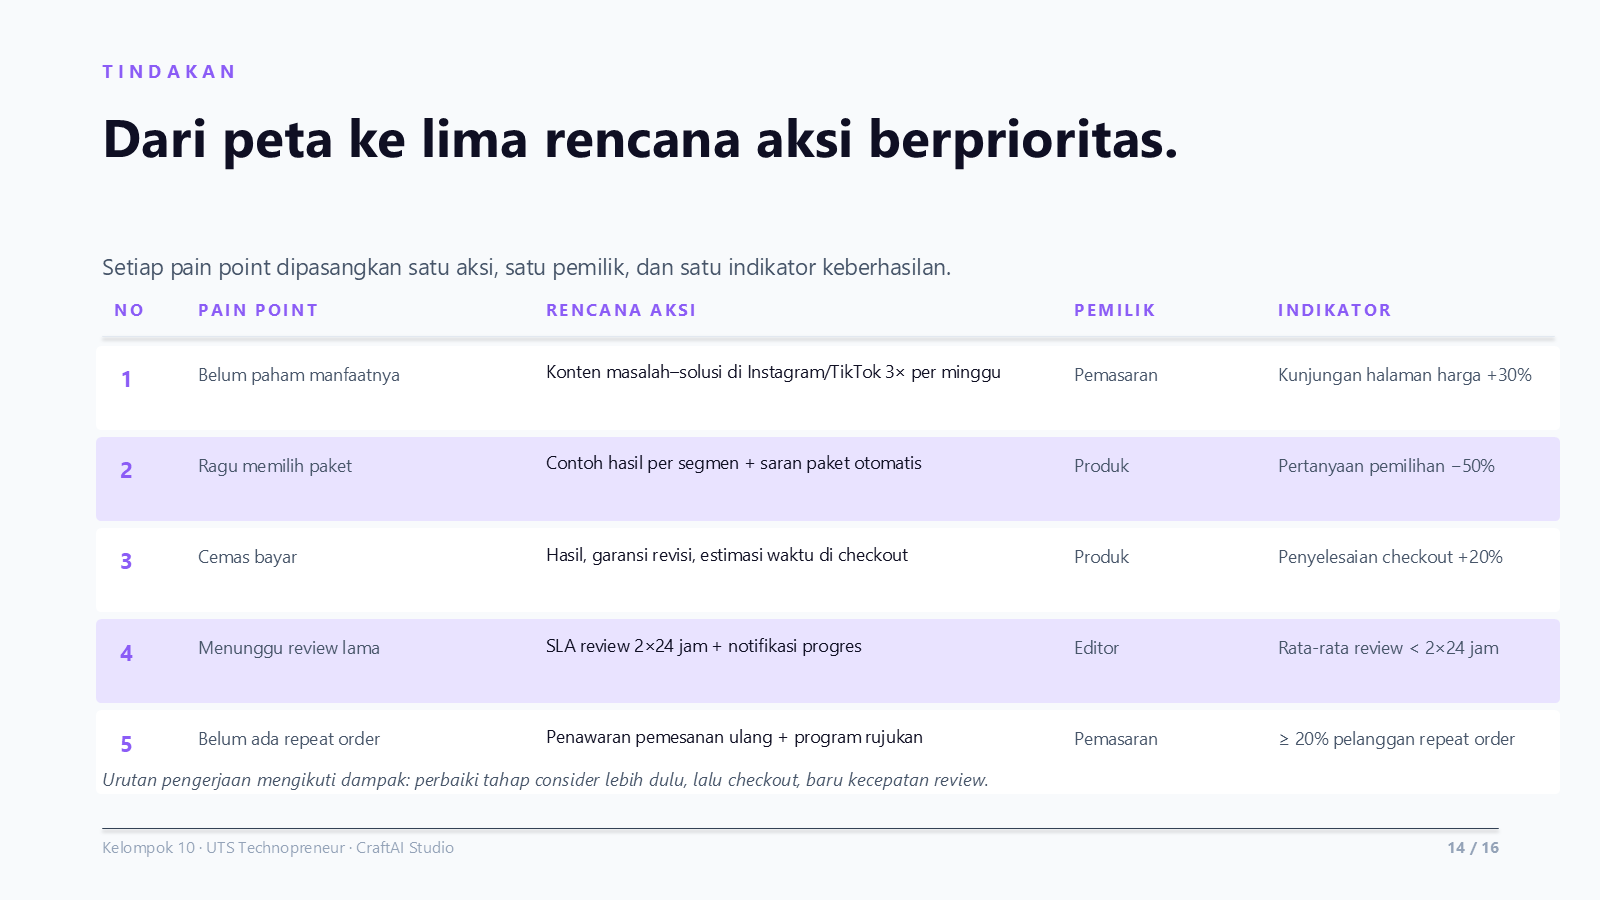 TINDAKAN
Dari peta ke lima rencana aksi berprioritas.
Setiap pain point dipasangkan satu aksi, satu pemilik, dan satu indikator keberhasilan.
NO PAIN POINT RENCANA AKSI PEMILIK INDIKATOR
1 Belum paham manfaatnya Konten masalah–solusi di Instagram/TikTok 3× per minggu Pemasaran Kunjungan halaman harga +30%
2 Ragu memilih paket Contoh hasil per segmen + saran paket otomatis Produk Pertanyaan pemilihan −50%
3 Cemas bayar Hasil, garansi revisi, estimasi waktu di checkout Produk Penyelesaian checkout +20%
4 Menunggu review lama SLA review 2×24 jam + notifikasi progres Editor Rata-rata review < 2×24 jam
5 Belum ada repeat order Penawaran pemesanan ulang + program rujukan Pemasaran ≥ 20% pelanggan repeat order
Urutan pengerjaan mengikuti dampak: perbaiki tahap consider lebih dulu, lalu checkout, baru kecepatan review.
Kelompok 10 · UTS Technopreneur · CraftAI Studio 14 / 16